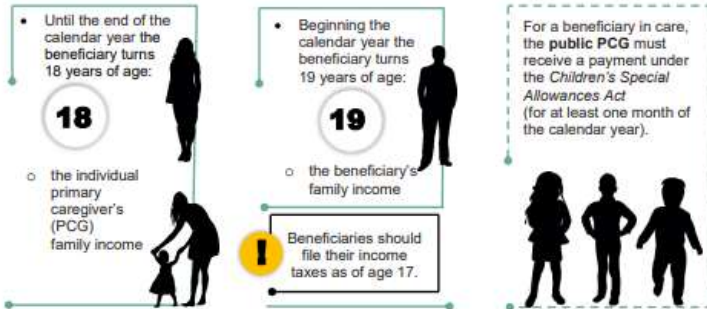 • Until the end of the
calendar year the
beneficiary turns
18 years of age:
18
o the individual
primary
caregiver's
(PCG)
family income
• Beginning the
calendar year the
beneficiary turns
19 years of age:
19
o the beneficiary's
family income
!
Beneficiaries should
file their income
taxes as of age 17.
For a beneficiary in care,
the public PCG must
receive a payment under
the Children's Special
Allowances Act
(for at least one month of
the calendar year).